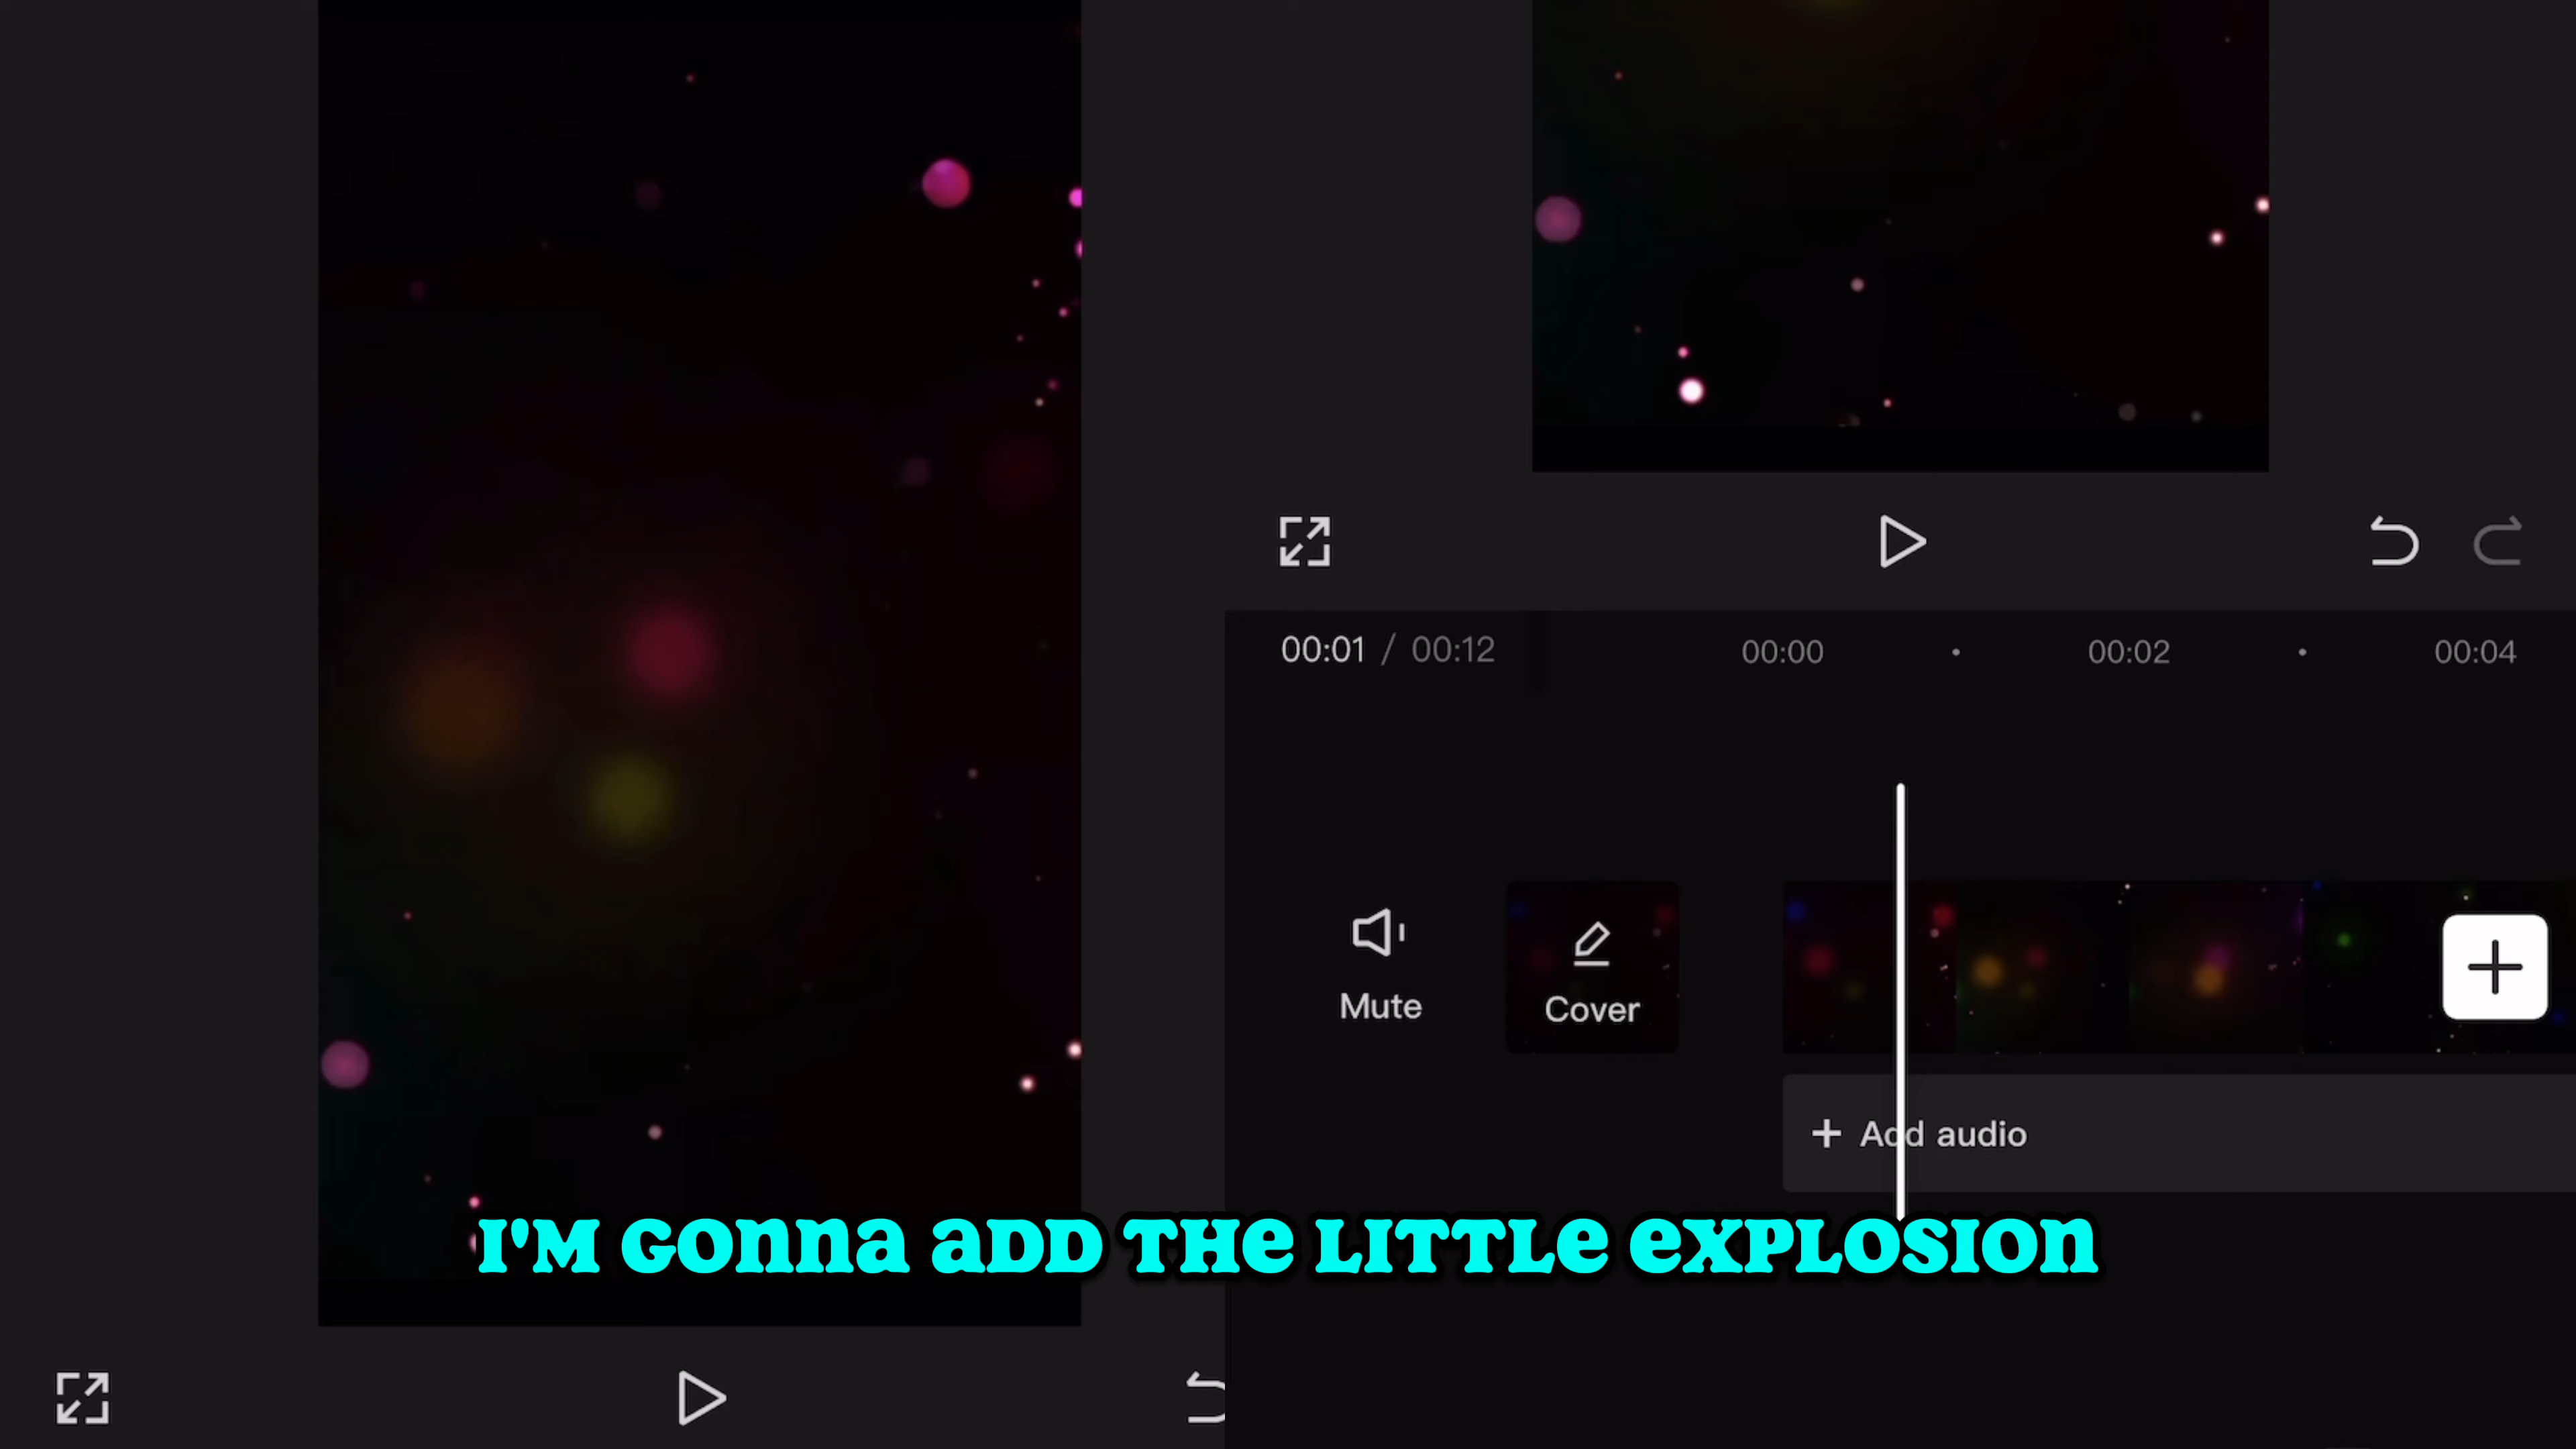 00:01 / 00:12
00:00
00:02
00:04
Mute
Cover
+ Add audio
I'M GONNA ADD THE LITTLE EXPLOSION